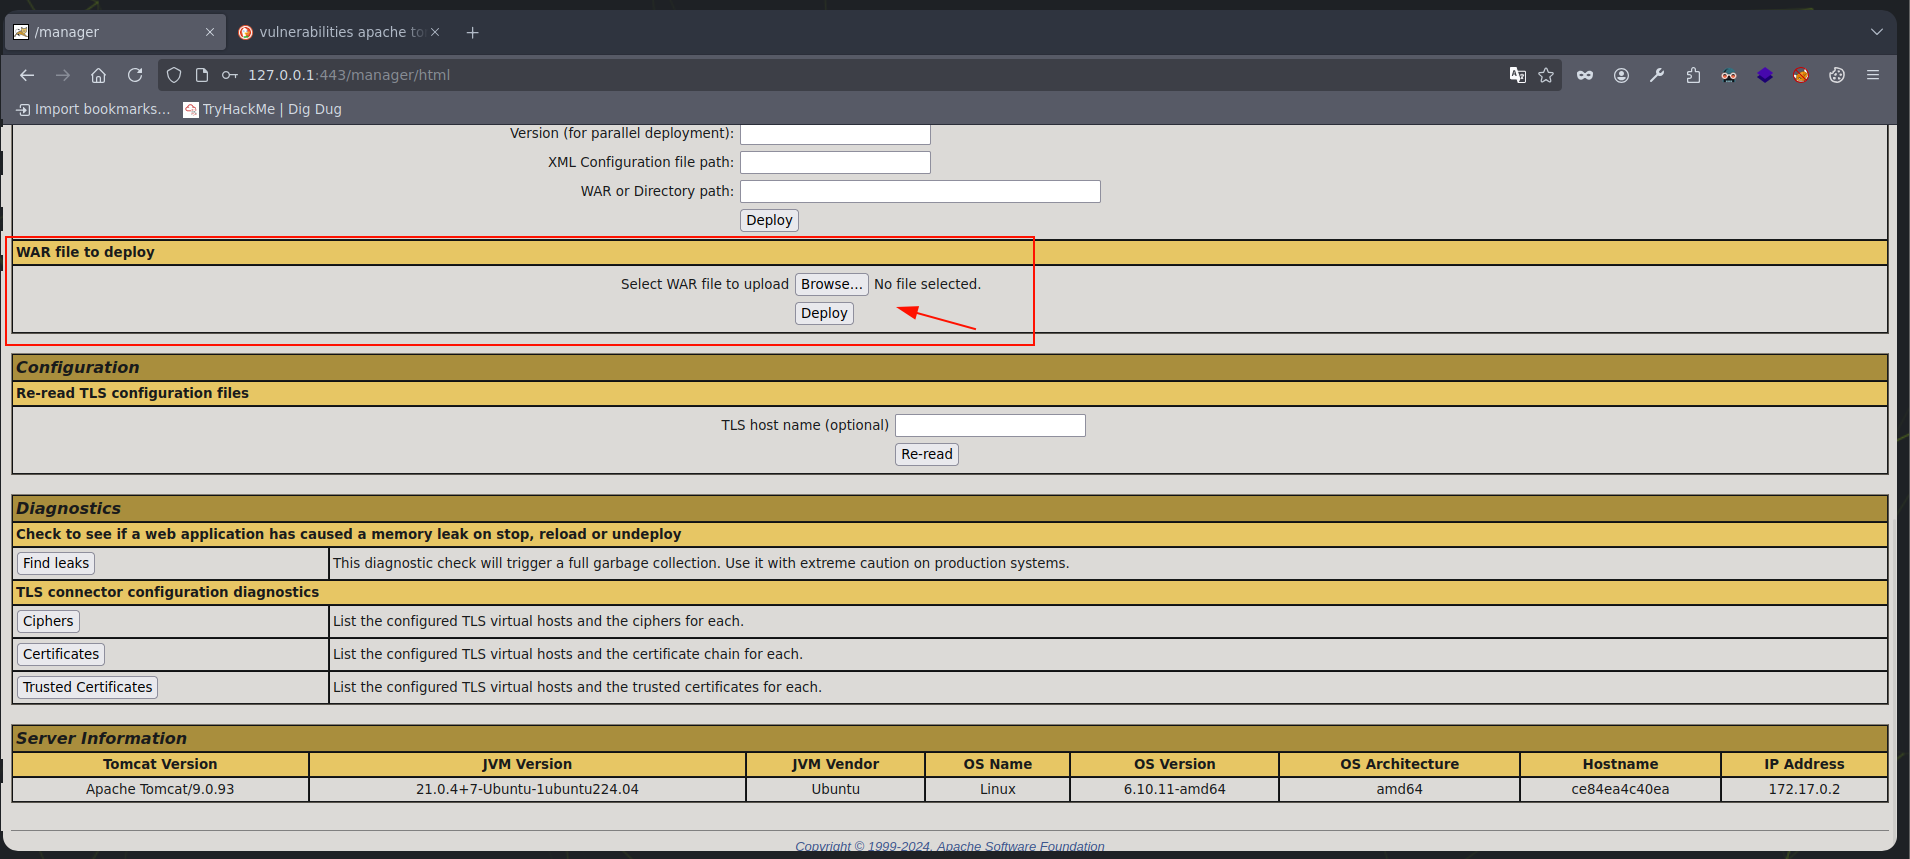 /manager
vulnerabilities apache to
127.0.0.1:443/manager/html
Import bookmarks... TryHackMe | Dig Dug
Version (for parallel deployment):
XML Configuration file path:
WAR or Directory path:
Deploy
WAR file to deploy
Select WAR file to upload Browse... No file selected.
Deploy
Configuration
Re-read TLS configuration files
TLS host name (optional)
Re-read
Diagnostics
Check to see if a web application has caused a memory leak on stop, reload or undeploy
Find leaks This diagnostic check will trigger a full garbage collection. Use it with extreme caution on production systems.
TLS connector configuration diagnostics
Ciphers List the configured TLS virtual hosts and the ciphers for each.
Certificates List the configured TLS virtual hosts and the certificate chain for each.
Trusted Certificates List the configured TLS virtual hosts and the trusted certificates for each.
Server Information
Tomcat Version JVM Version JVM Vendor OS Name OS Version OS Architecture Hostname IP Address
Apache Tomcat/9.0.93 21.0.4+7-Ubuntu-1ubuntu224.04 Ubuntu Linux 6.10.11-amd64 amd64 ce84ea4c40ea 172.17.0.2
Copyright © 1999-2024, Apache Software Foundation